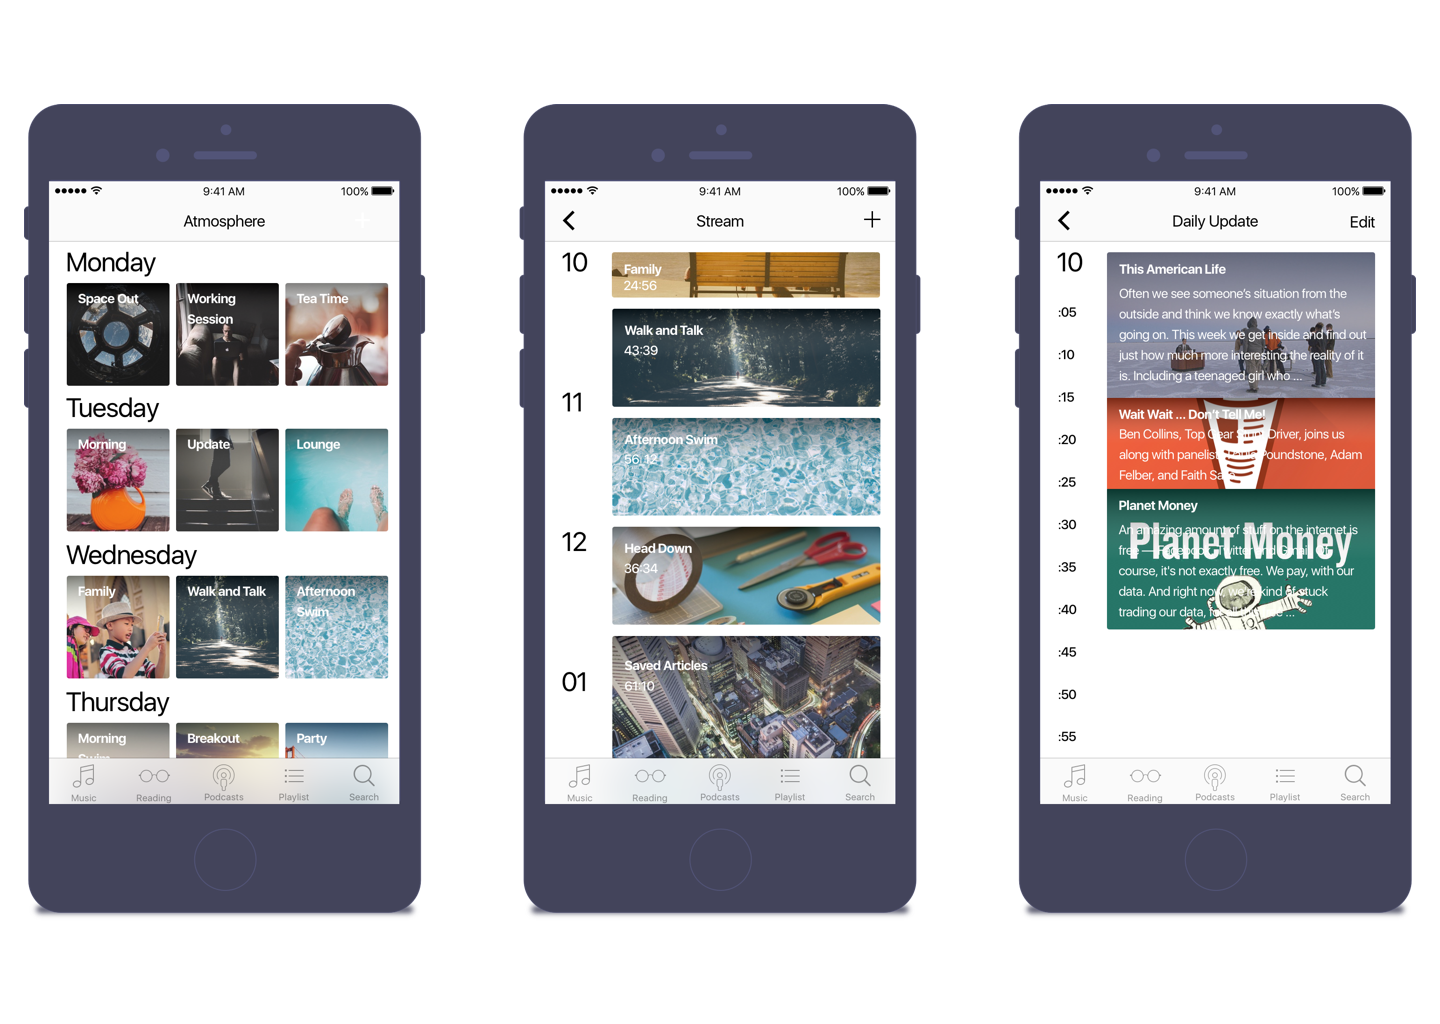 9:41 AM
100%
Atmosphere
Monday
Space Out
Working
Session
Tea Time
Tuesday
Morning
Update
Lounge
Wednesday
Family
Walk and Talk
Afternoon
Swim
Thursday
Morning
Swim
Breakout
Party
Music
Reading
Podcasts
Playlist
Search
9:41 AM
100%
Stream
10
Family
24:56
Walk and Talk
43:39
11
Afternoon Swim
56:12
12
Head Down
36:34
01
Saved Articles
61:10
Music
Reading
Podcasts
Playlist
Search
9:41 AM
100%
Daily Update
Edit
10
:05
:10
:15
:20
:25
:30
:35
:40
:45
:50
:55
This American Life
Often we see someone's situation from the
outside and think we know exactly what's
going on. This week we get inside and find out
just how much more interesting the reality of it
is. Including a teenaged girl who ...
Wait Wait ... Don't Tell Me!
Ben Collins, Top Gear Stunt Driver, joins us
along with panelists Paula Poundstone, Adam
Felber, and Faith
Planet Money
An amazing amount of stuff on the internet is
free — Facebook, Twitter and Gmail. Of
Planet Money
course, it's not exactly free. We pay, with our
data. And right now, we're kind of stuck
trading our data, ...
Music
Reading
Podcasts
Playlist
Search